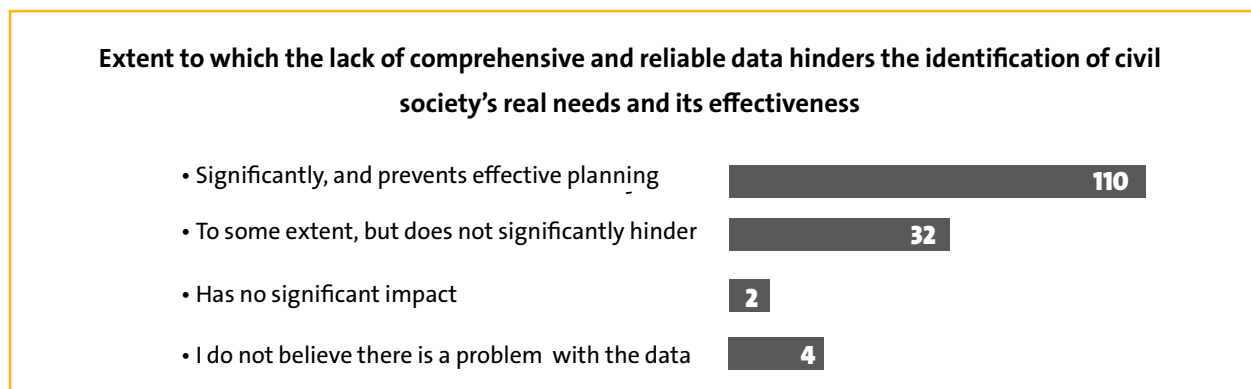 Extent to which the lack of comprehensive and reliable data hinders the identification of civil
society’s real needs and its effectiveness
• Significantly, and prevents effective planning 110
• To some extent, but does not significantly hinder 32
• Has no significant impact 2
• I do not believe there is a problem with the data 4